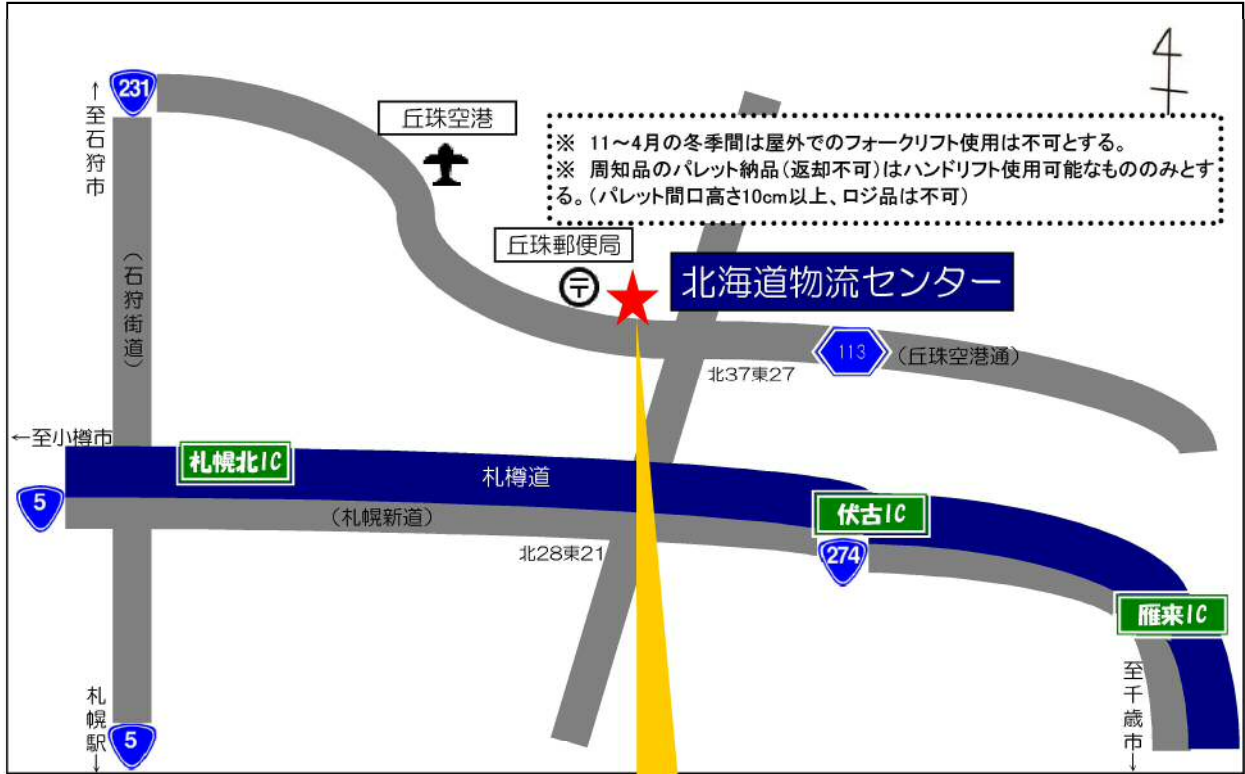 231
↑至石狩市
丘珠空港
※ 11～4月の冬季間は屋外でのフォークリフト使用は不可とする。
※ 周知品のパレット納品(返却不可)はハンドリフト使用可能なもののみとす
る。(パレット間口高さ10cm以上、ロジ品は不可)
丘珠郵便局
〒
北海道物流センター
(石狩街道)
113
(丘珠空港通)
北37東27
←至小樽市
札幌北IC
札樽道
5
(札幌新道)
伏古IC
北28東21
274
雁来IC
札幌駅↓
5
至千歳市↓